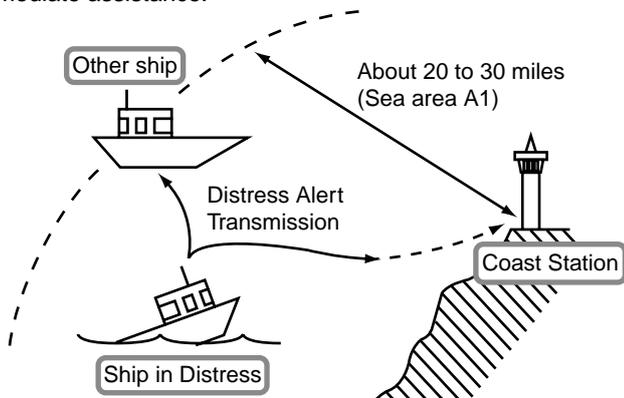 Other ship
About 20 to 30 miles
(Sea area A1)
Distress Alert
Transmission
Coast Station
Ship in Distress